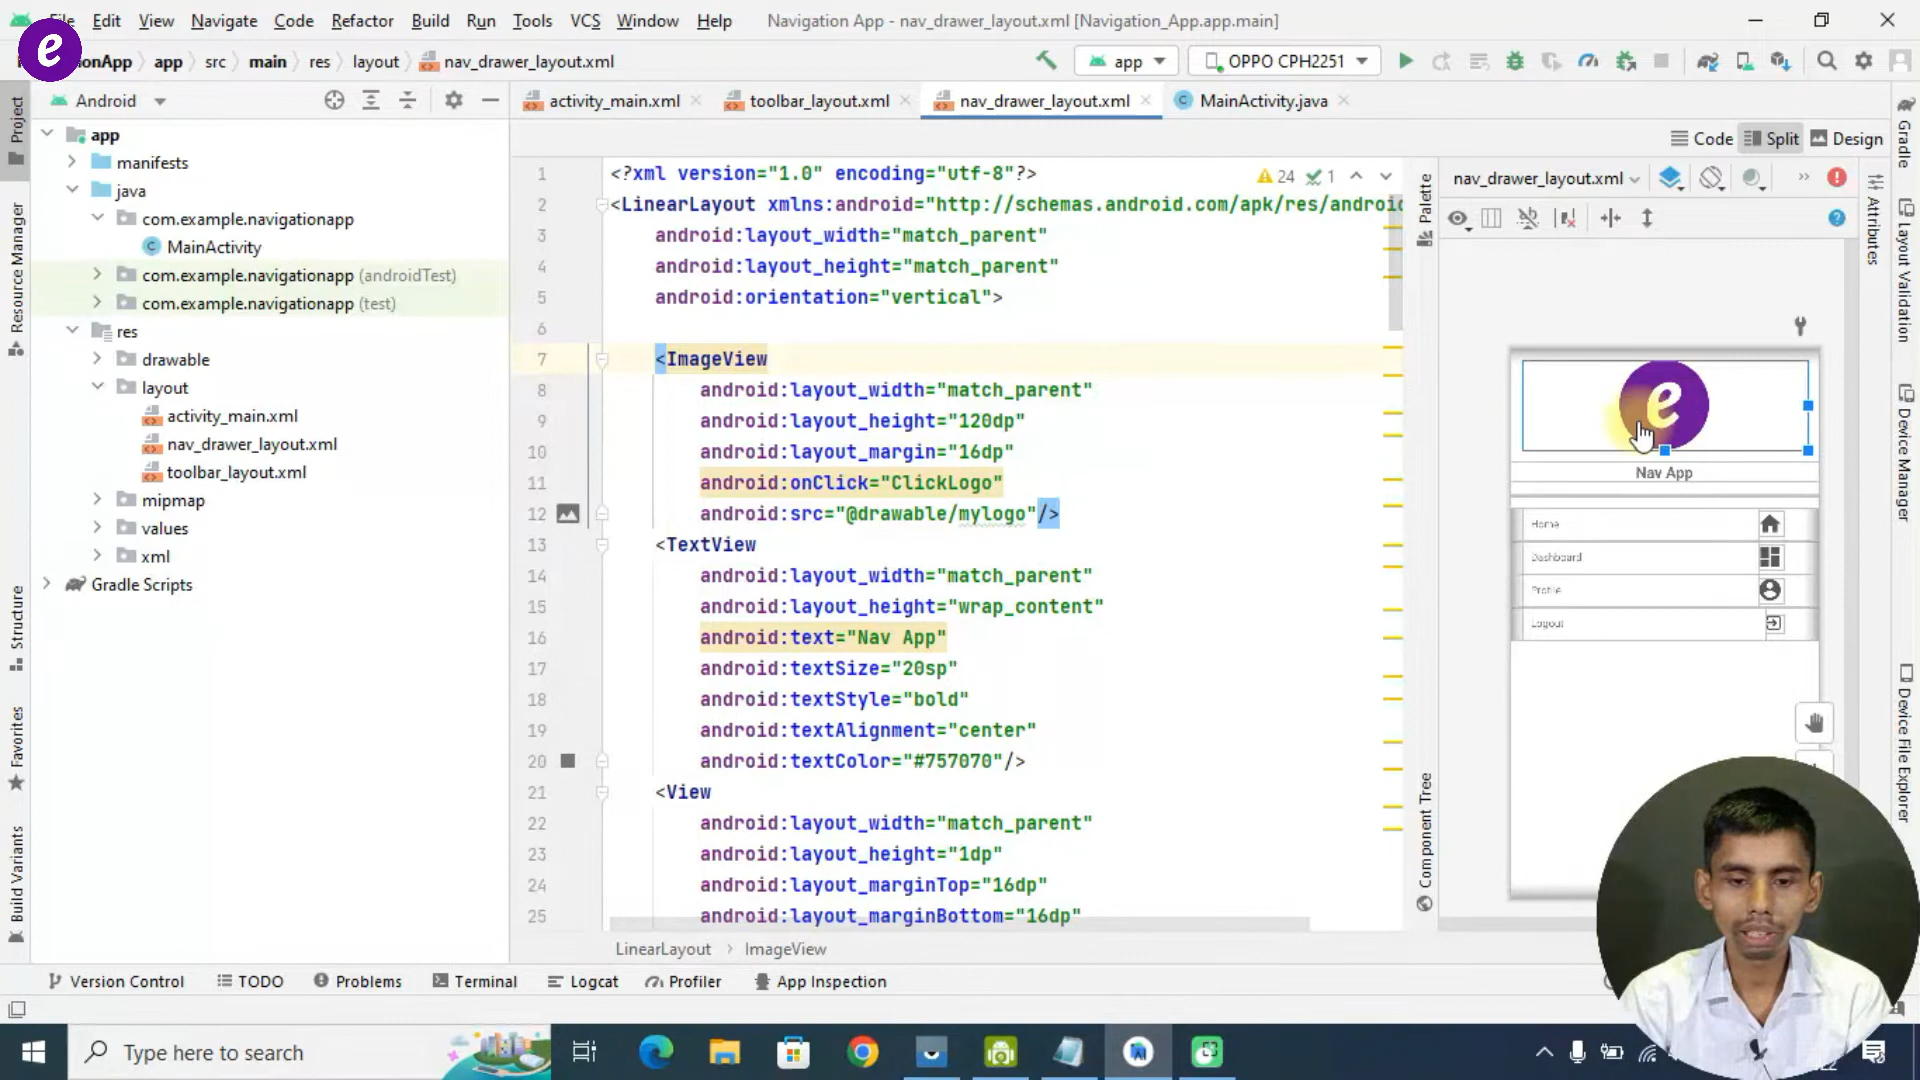 File Edit View Navigate Code Refactor Build Run Tools VCS Window Help Navigation App - nav_drawer_layout.xml [Navigation_App.app.main]
e
app src main res layout nav_drawer_layout.xml app OPPO CPH2251
Android activity_main.xml toolbar_layout.xml nav_drawer_layout.xml MainActivity.java
Code Split Design
Project
Resource Manager
Structure
Favorites
Build Variants
app
manifests
java
com.example.navigationapp
MainActivity
com.example.navigationapp (androidTest)
com.example.navigationapp (test)
res
drawable
layout
activity_main.xml
nav_drawer_layout.xml
toolbar_layout.xml
mipmap
values
xml
Gradle Scripts
1 <?xml version="1.0" encoding="utf-8"?>
24 1
2 <LinearLayout xmlns:android="http://schemas.android.com/apk/res/android
3 android:layout_width="match_parent"
4 android:layout_height="match_parent"
5 android:orientation="vertical">
6
7 <ImageView
8 android:layout_width="match_parent"
9 android:layout_height="120dp"
10 android:layout_margin="16dp"
11 android:onClick="ClickLogo"
12 android:src="@drawable/mylogo"/>
13 <TextView
14 android:layout_width="match_parent"
15 android:layout_height="wrap_content"
16 android:text="Nav App"
17 android:textSize="20sp"
18 android:textStyle="bold"
19 android:textAlignment="center"
20 android:textColor="#757070"/>
21 <View
22 android:layout_width="match_parent"
23 android:layout_height="1dp"
24 android:layout_marginTop="16dp"
25 android:layout_marginBottom="16dp"
LinearLayout ImageView
Palette
Component Tree
nav_drawer_layout.xml
e
Nav App
Home
Dashboard
Profile
Logout
Gradle
Attributes
Layout Validation
Device Manager
Device File Explorer
Version Control TODO Problems Terminal Logcat Profiler App Inspection
Type here to search